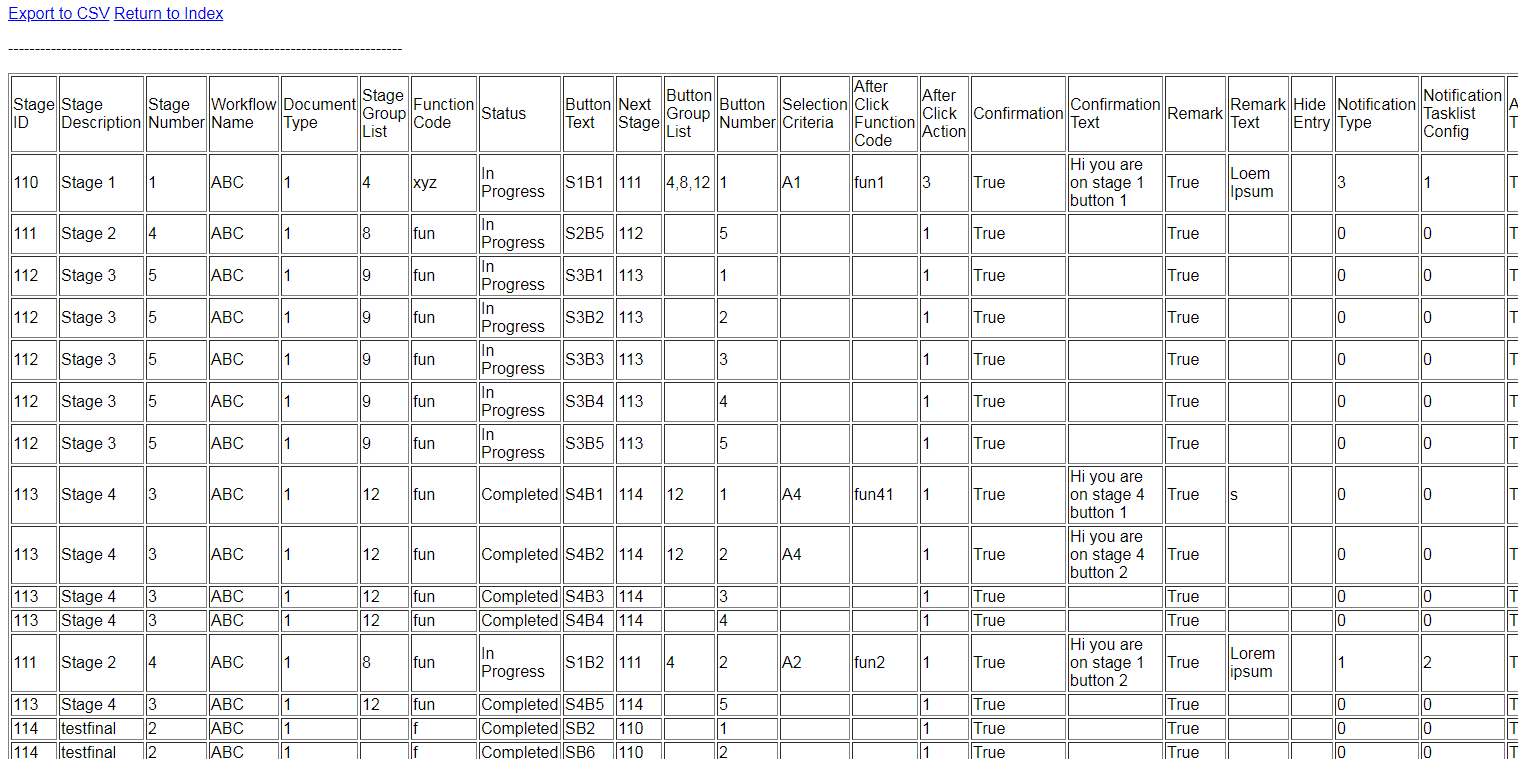 Export to CSV Return to Index
--------------------------------------------------------------------------
Stage ID Stage Description Stage Number Workflow Name Document Type Stage Group List Function Code Status Button Text Next Stage Button Group List Button Number Selection Criteria After Click Function Code After Click Action Confirmation Confirmation Text Remark Remark Text Hide Entry Notification Type Notification Tasklist Config
110 Stage 1 1 ABC 1 4 xyz In Progress S1B1 111 4,8,12 1 A1 fun1 3 True Hi you are on stage 1 button 1 True Loem Ipsum 3 1
111 Stage 2 4 ABC 1 8 fun In Progress S2B5 112 5 1 True True 0 0
112 Stage 3 5 ABC 1 9 fun In Progress S3B1 113 1 1 True True 0 0
112 Stage 3 5 ABC 1 9 fun In Progress S3B2 113 2 1 True True 0 0
112 Stage 3 5 ABC 1 9 fun In Progress S3B3 113 3 1 True True 0 0
112 Stage 3 5 ABC 1 9 fun In Progress S3B4 113 4 1 True True 0 0
112 Stage 3 5 ABC 1 9 fun In Progress S3B5 113 5 1 True True 0 0
113 Stage 4 3 ABC 1 12 fun Completed S4B1 114 12 1 A4 fun41 1 True Hi you are on stage 4 button 1 True s 0 0
113 Stage 4 3 ABC 1 12 fun Completed S4B2 114 12 2 A4 1 True Hi you are on stage 4 button 2 True 0 0
113 Stage 4 3 ABC 1 12 fun Completed S4B3 114 3 1 True True 0 0
113 Stage 4 3 ABC 1 12 fun Completed S4B4 114 4 1 True True 0 0
111 Stage 2 4 ABC 1 8 fun In Progress S1B2 111 4 2 A2 fun2 1 True Hi you are on stage 1 button 2 True Lorem ipsum 1 2
113 Stage 4 3 ABC 1 12 fun Completed S4B5 114 5 1 True True 0 0
114 testfinal 2 ABC 1 f Completed SB2 110 1 1 True True 0 0
114 testfinal 2 ABC 1 f Completed SB6 110 2 1 True True 0 0